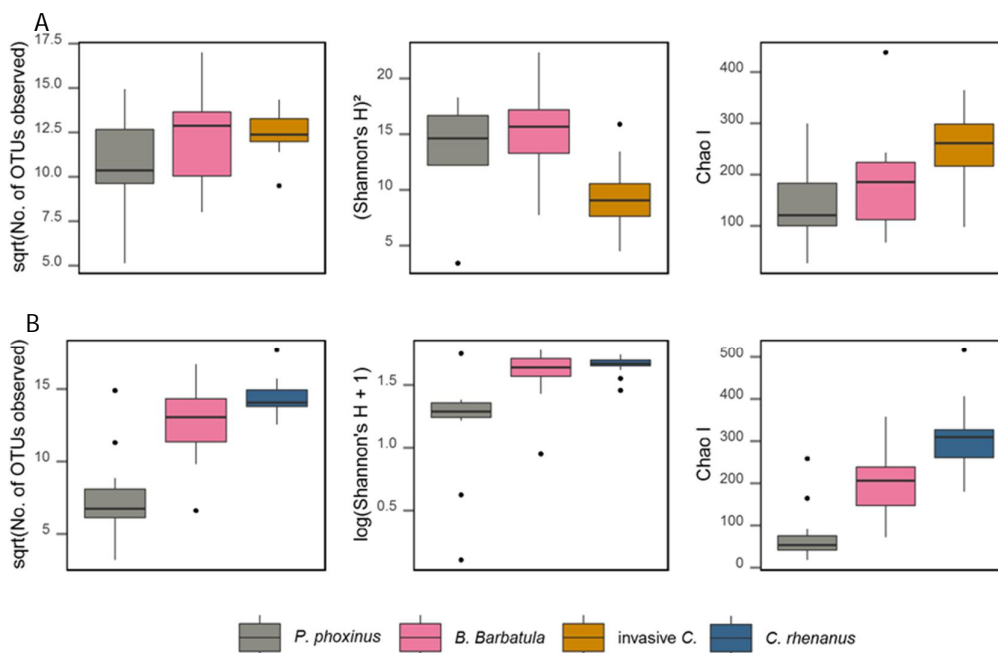 A
sqrt(No. of OTUs observed)
17.5
15.0
12.5
10.0
7.5
5.0
(Shannon's H)²
20
15
10
5
Chao I
400
300
200
100
B
sqrt(No. of OTUs observed)
15
10
5
log(Shannon's H + 1)
1.5
1.0
0.5
Chao I
500
400
300
200
100
0
P. phoxinus B. Barbatula invasive C. C. rhenanus